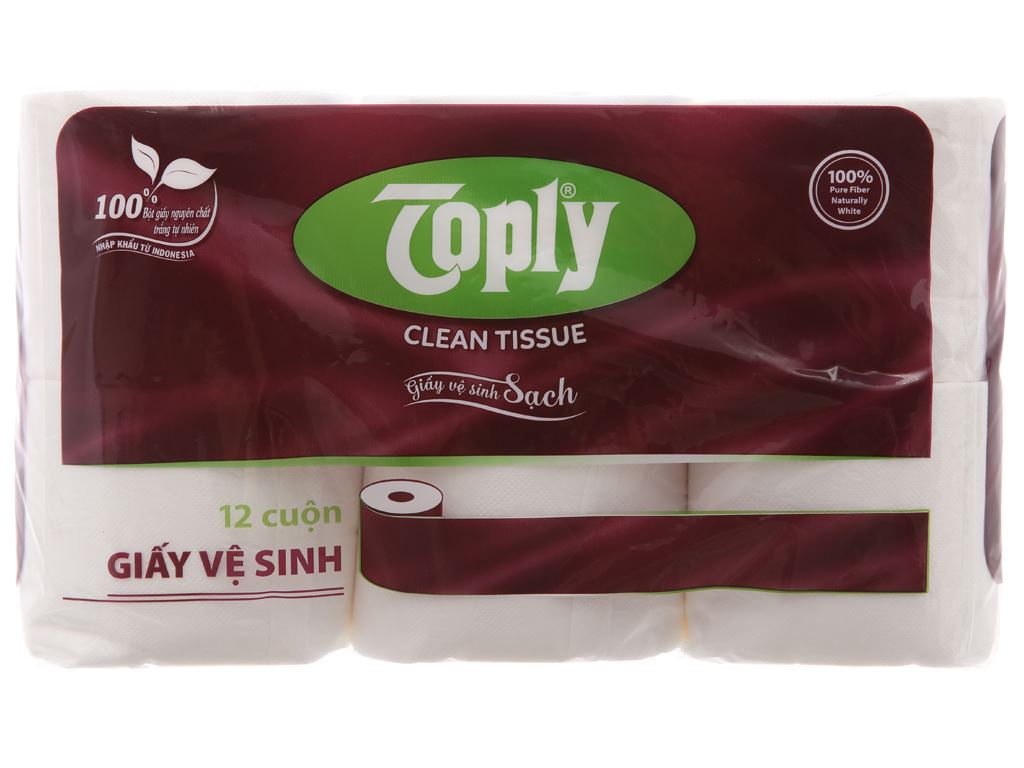 100%
Bột giấy nguyên chất
trắng tự nhiên
NHẬP KHẨU TỪ INDONESIA
Toply®
CLEAN TISSUE
Giấy vệ sinh Sạch
100%
Pure Fiber
Naturally
White
12 cuộn
GIẤY VỆ SINH